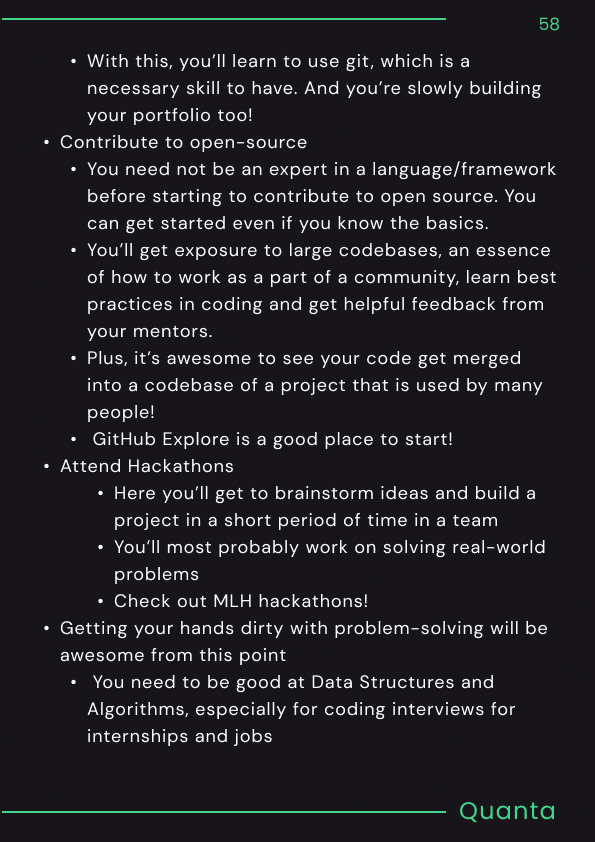 58
• With this, you’ll learn to use git, which is a
necessary skill to have. And you’re slowly building
your portfolio too!
• Contribute to open-source
• You need not be an expert in a language/framework
before starting to contribute to open source. You
can get started even if you know the basics.
• You’ll get exposure to large codebases, an essence
of how to work as a part of a community, learn best
practices in coding and get helpful feedback from
your mentors.
• Plus, it’s awesome to see your code get merged
into a codebase of a project that is used by many
people!
• GitHub Explore is a good place to start!
• Attend Hackathons
• Here you’ll get to brainstorm ideas and build a
project in a short period of time in a team
• You’ll most probably work on solving real-world
problems
• Check out MLH hackathons!
• Getting your hands dirty with problem-solving will be
awesome from this point
• You need to be good at Data Structures and
Algorithms, especially for coding interviews for
internships and jobs
Quanta